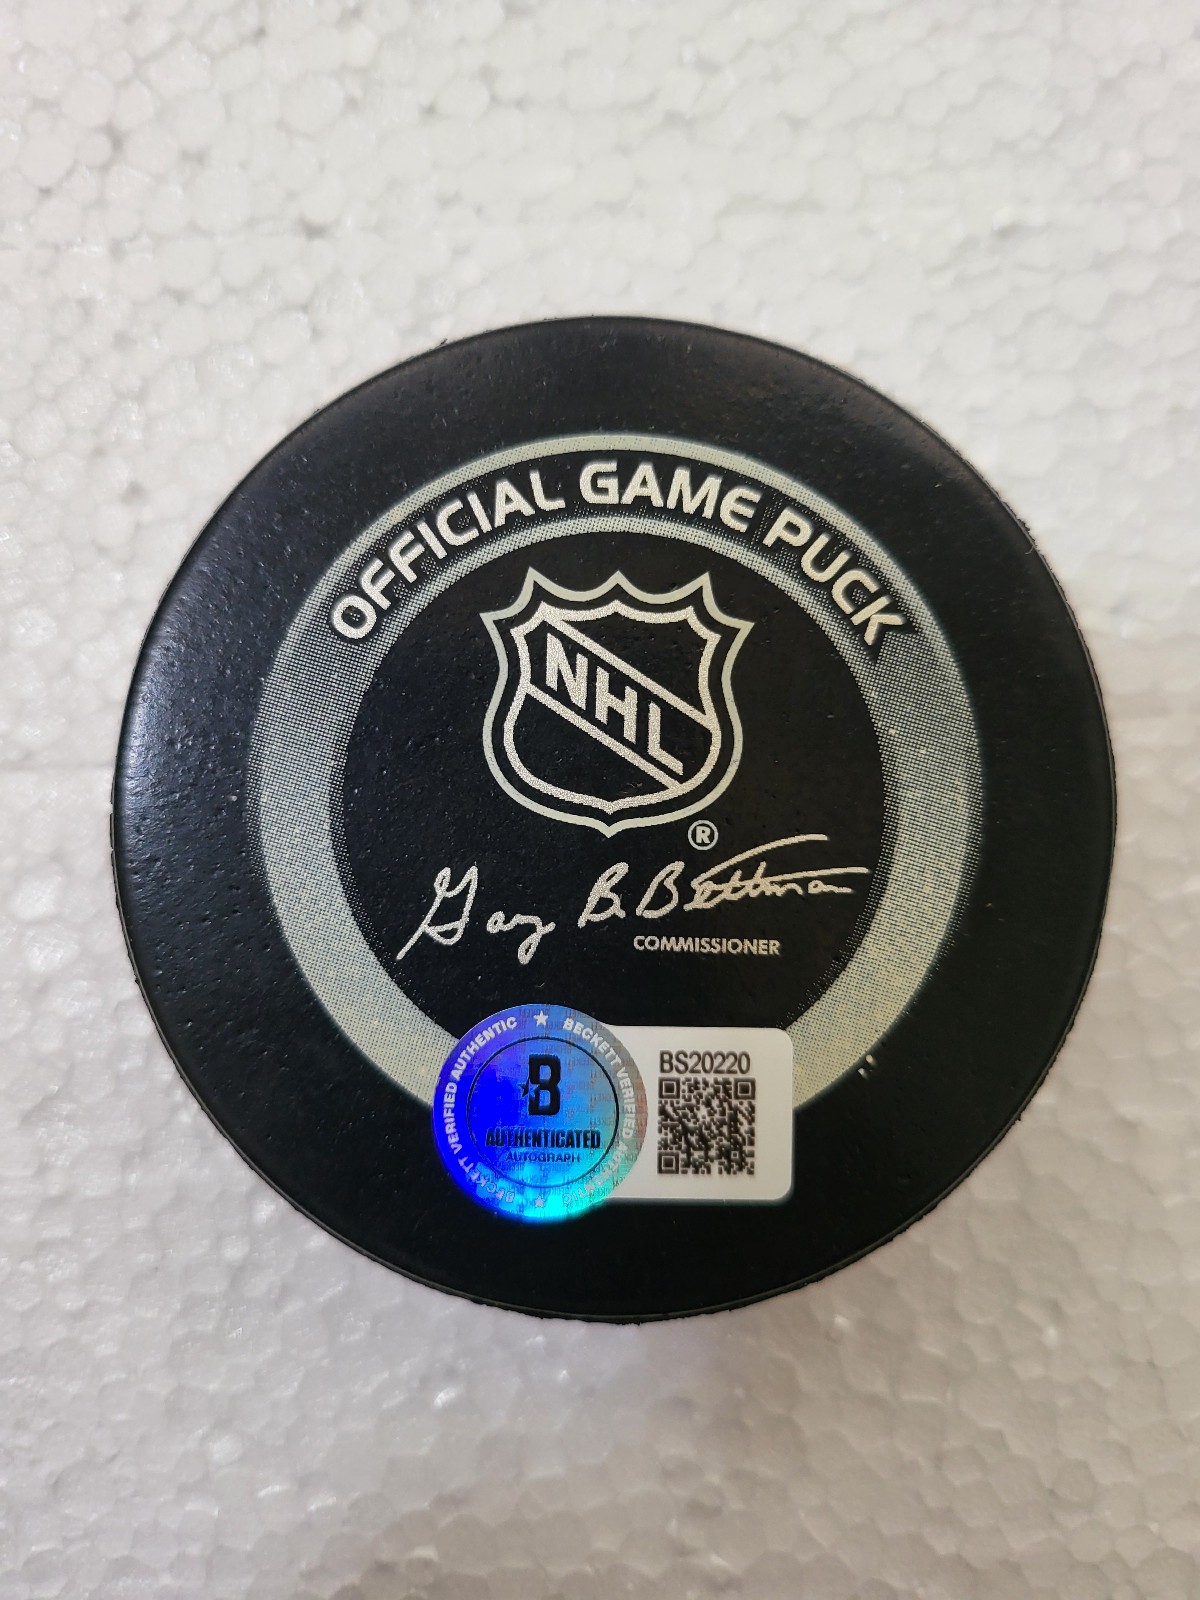 OFFICIAL GAME PUCK
NHL
®
Gary B. Bettman
COMMISSIONER
BECKETT VERIFIED AUTHENTIC ★ BECKETT VERIFIED AUTHENTIC ★
B
AUTHENTICATED
AUTOGRAPH
BS20220